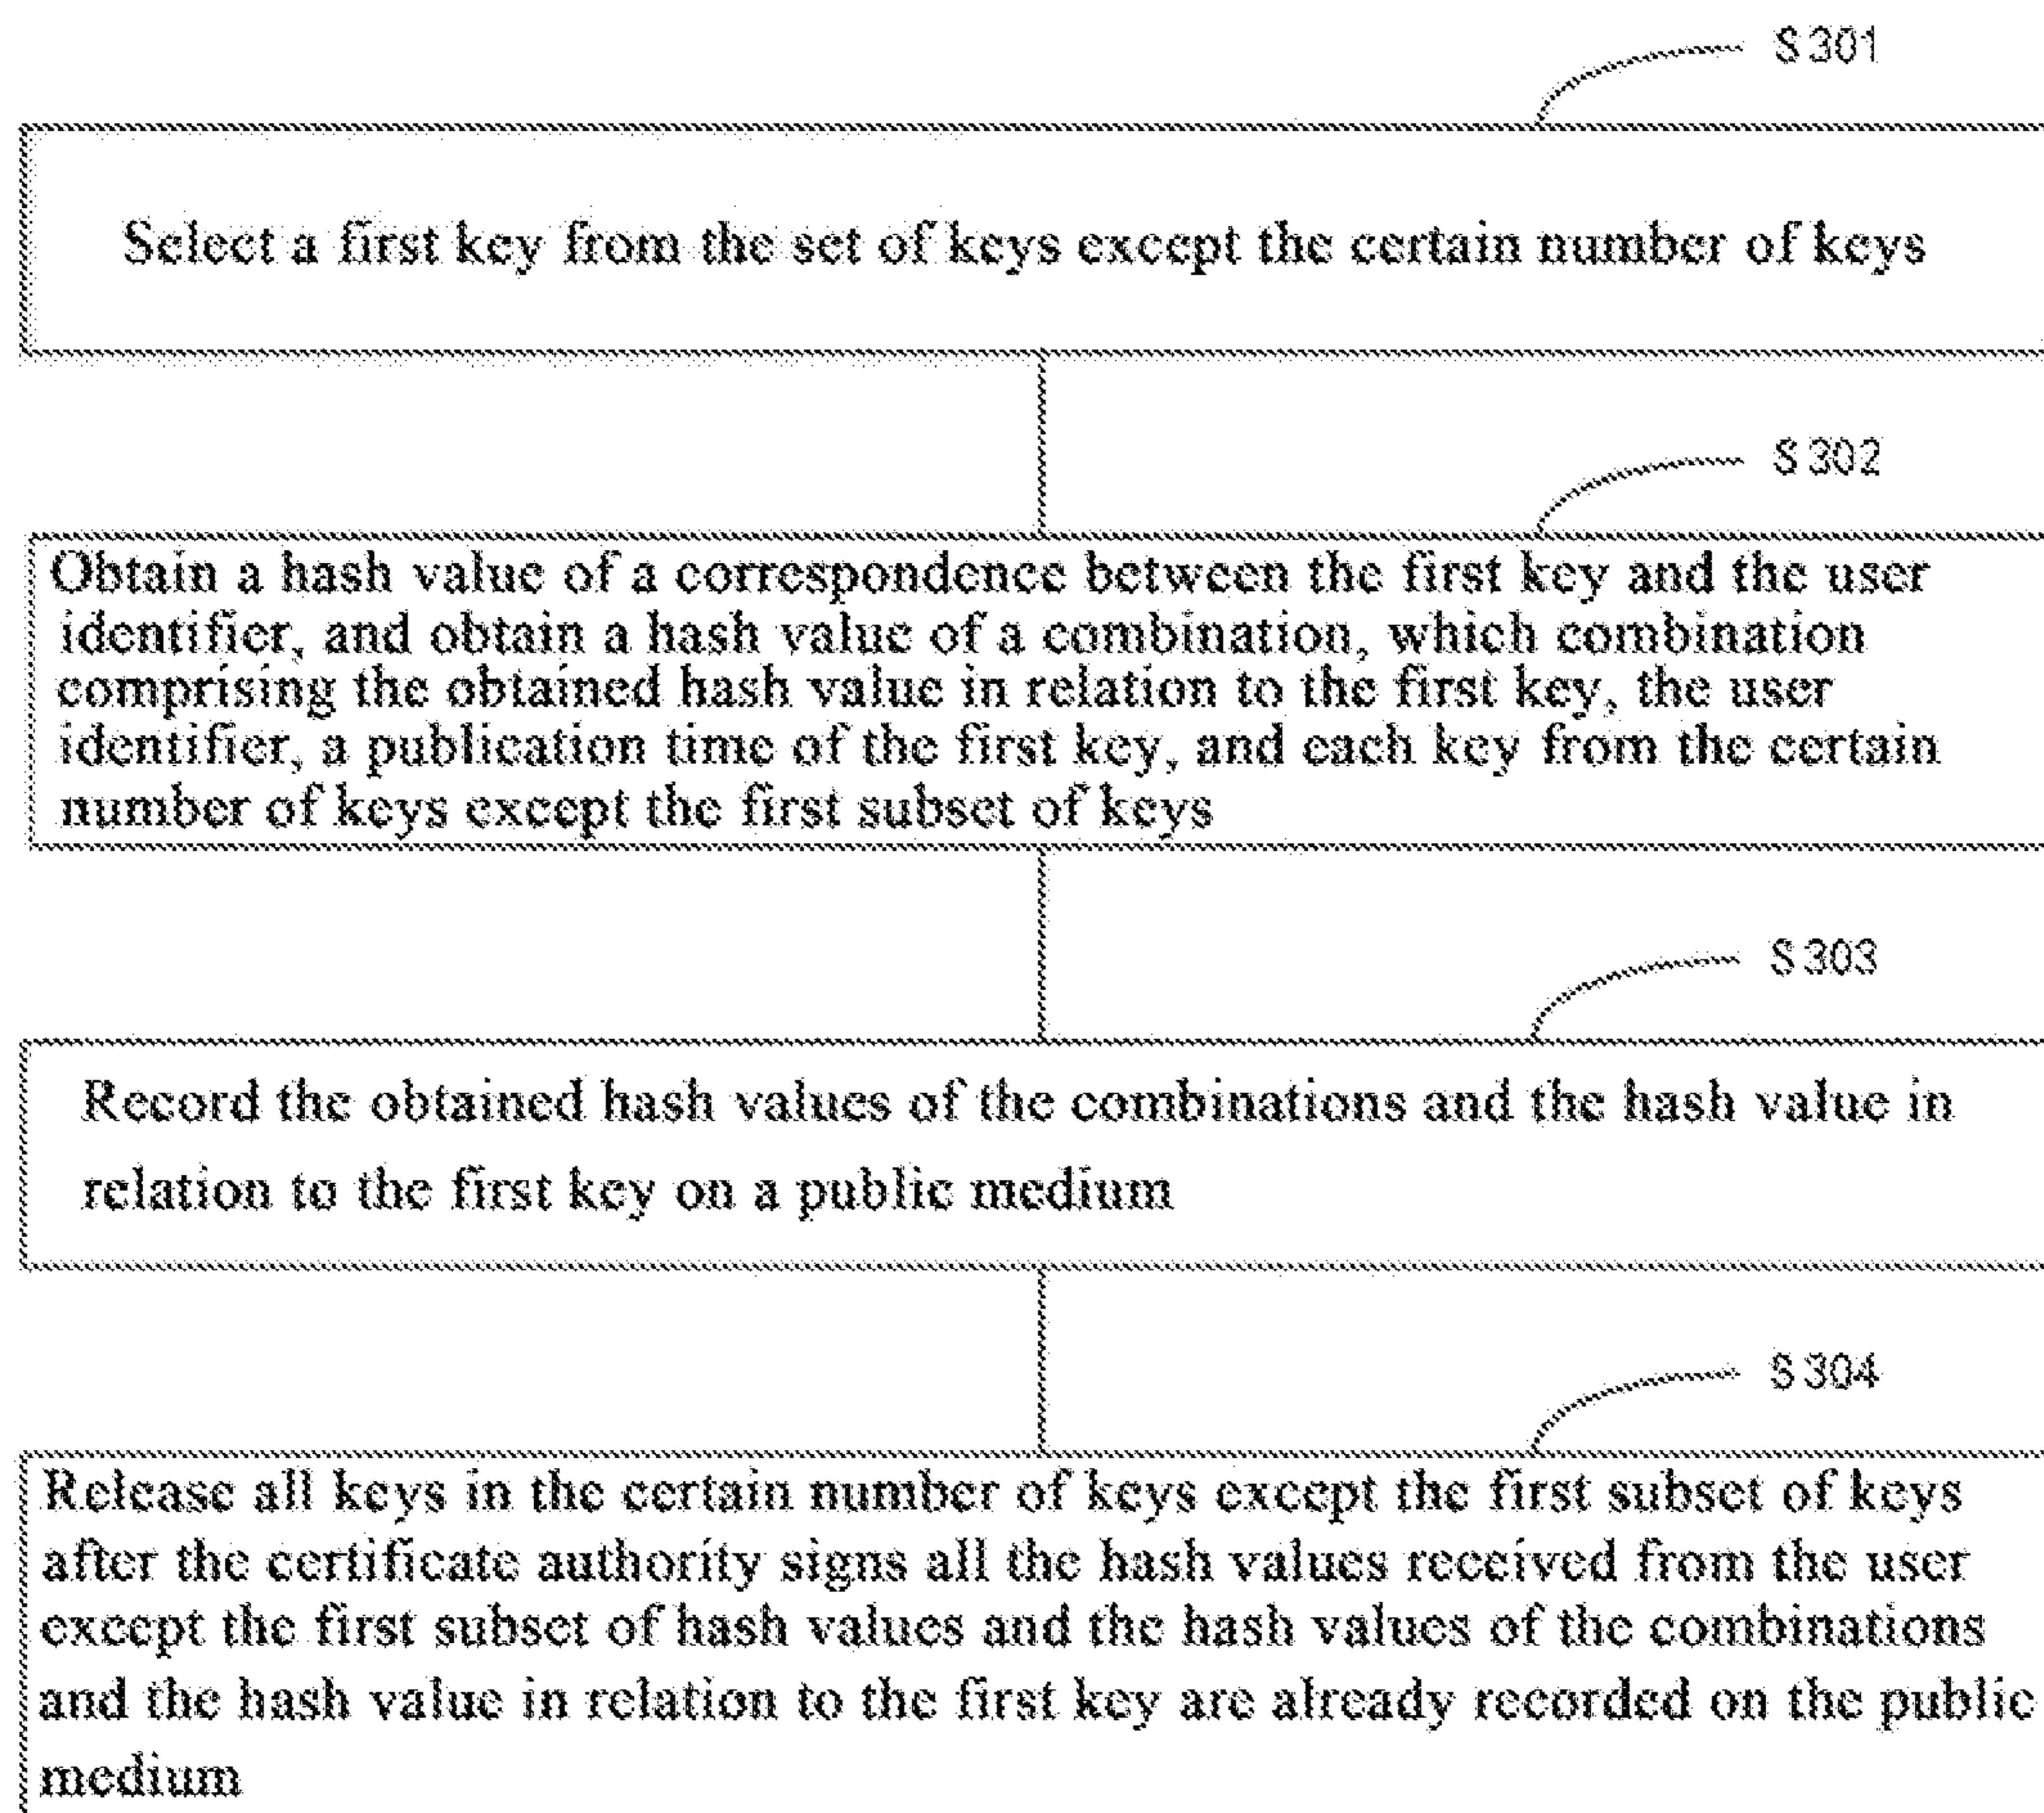 S301
Select a first key from the set of keys except the certain number of keys
S302
Obtain a hash value of a correspondence between the first key and the user
identifier, and obtain a hash value of a combination, which combination
comprising the obtained hash value in relation to the first key, the user
identifier, a publication time of the first key, and each key from the certain
number of keys except the first subset of keys
S303
Record the obtained hash values of the combinations and the hash value in
relation to the first key on a public medium
S304
Release all keys in the certain number of keys except the first subset of keys
after the certificate authority signs all the hash values received from the user
except the first subset of hash values and the hash values of the combinations
and the hash value in relation to the first key are already recorded on the public
medium